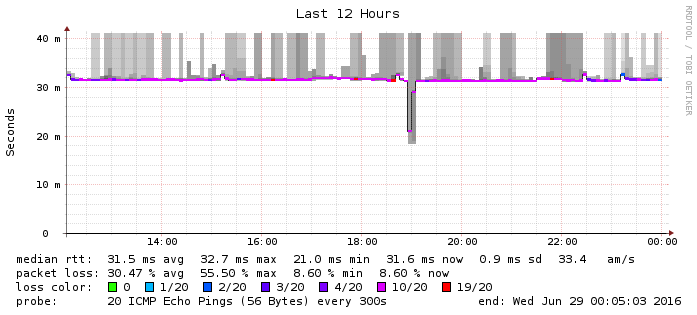 Last 12 Hours
RRDTOOL / TOBI OETIKER
Seconds
40 m
30 m
20 m
10 m
0
14:00 16:00 18:00 20:00 22:00 00:00
median rtt: 31.5 ms avg 32.7 ms max 21.0 ms min 31.6 ms now 0.9 ms sd 33.4 am/s
packet loss: 30.47 % avg 55.50 % max 8.60 % min 8.60 % now
loss color: 0 1/20 2/20 3/20 4/20 10/20 19/20
probe: 20 ICMP Echo Pings (56 Bytes) every 300s end: Wed Jun 29 00:05:03 2016